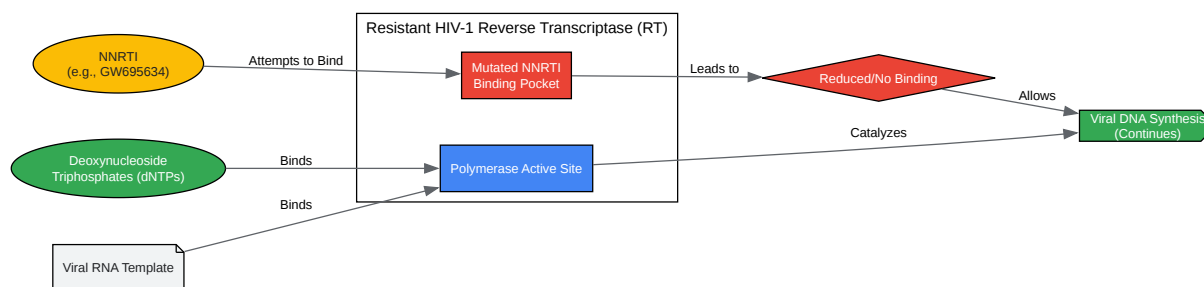 Resistant HIV-1 Reverse Transcriptase (RT)
NNRTI
(e.g., GW695634)
Attempts to Bind
Mutated NNRTI
Binding Pocket
Leads to
Reduced/No Binding
Allows
Viral DNA Synthesis
(Continues)
Catalyzes
Deoxynucleoside
Triphosphates (dNTPs)
Binds
Polymerase Active Site
Binds
Viral RNA Template